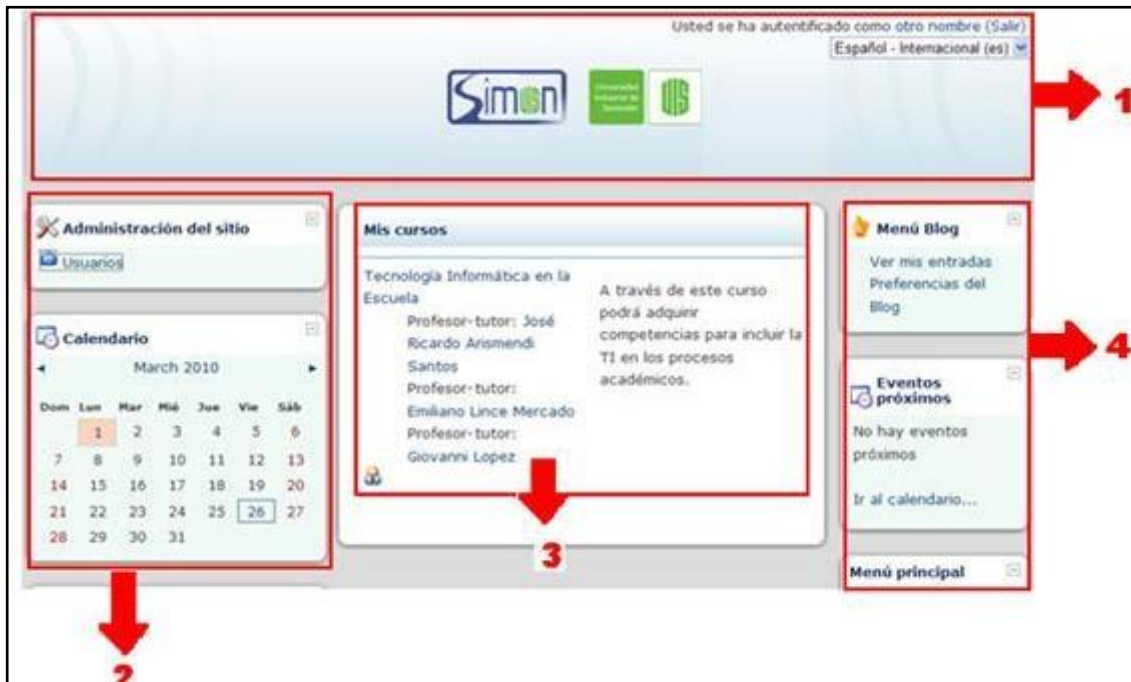 Usted se ha autentificado como otro nombre (Salir)
Español - Internacional (es)
Simon
Universidad
Industrial de
Santander
UIS
1
Administración del sitio
Usuarios
Calendario
March 2010
Dom Lun Mar Mié Jue Vie Sáb
1 2 3 4 5 6
7 8 9 10 11 12 13
14 15 16 17 18 19 20
21 22 23 24 25 26 27
28 29 30 31
2
Mis cursos
Tecnología Informática en la
Escuela
Profesor-tutor: José
Ricardo Arismendi
Santos
Profesor-tutor:
Emiliano Lince Mercado
Profesor-tutor:
Giovanni Lopez
A través de este curso
podrá adquirir
competencias para incluir la
TI en los procesos
académicos.
3
Menú Blog
Ver mis entradas
Preferencias del
Blog
4
Eventos
próximos
No hay eventos
próximos
Ir al calendario...
Menú principal